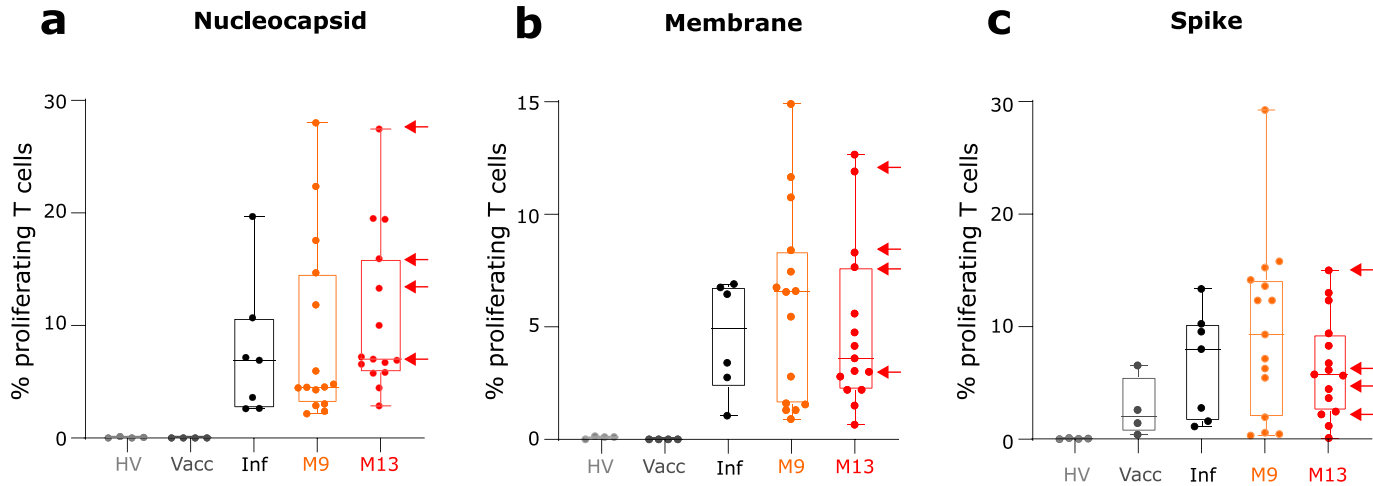 a Nucleocapsid
% proliferating T cells
30
20
10
0
HV Vacc Inf M9 M13
b Membrane
% proliferating T cells
15
10
5
0
HV Vacc Inf M9 M13
c Spike
% proliferating T cells
30
20
10
0
HV Vacc Inf M9 M13